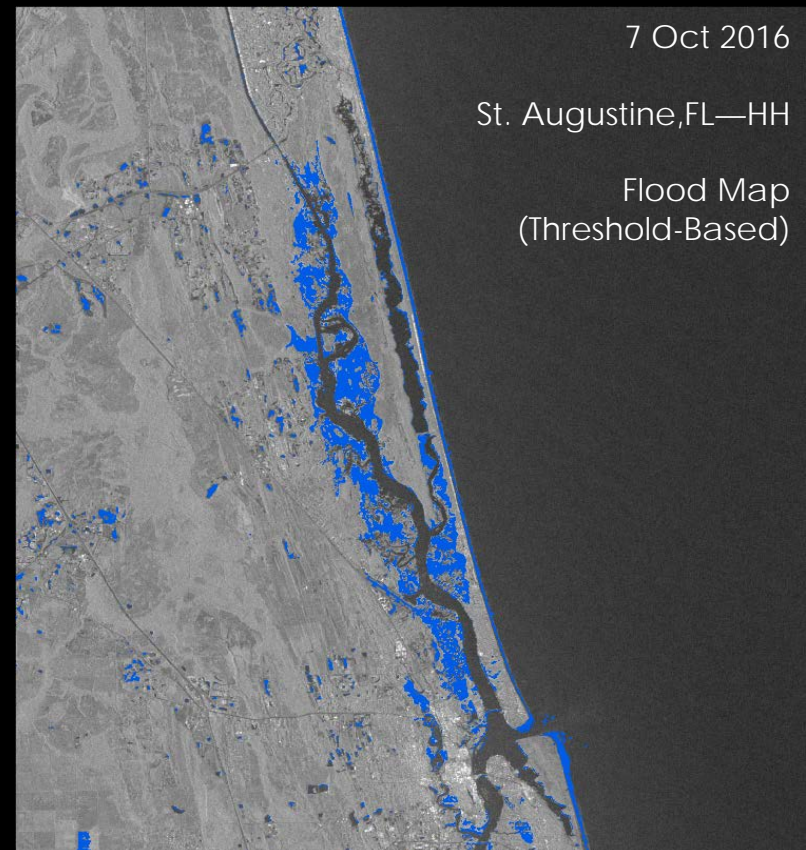 7 Oct 2016
St. Augustine,FL—HH
Flood Map
(Threshold-Based)